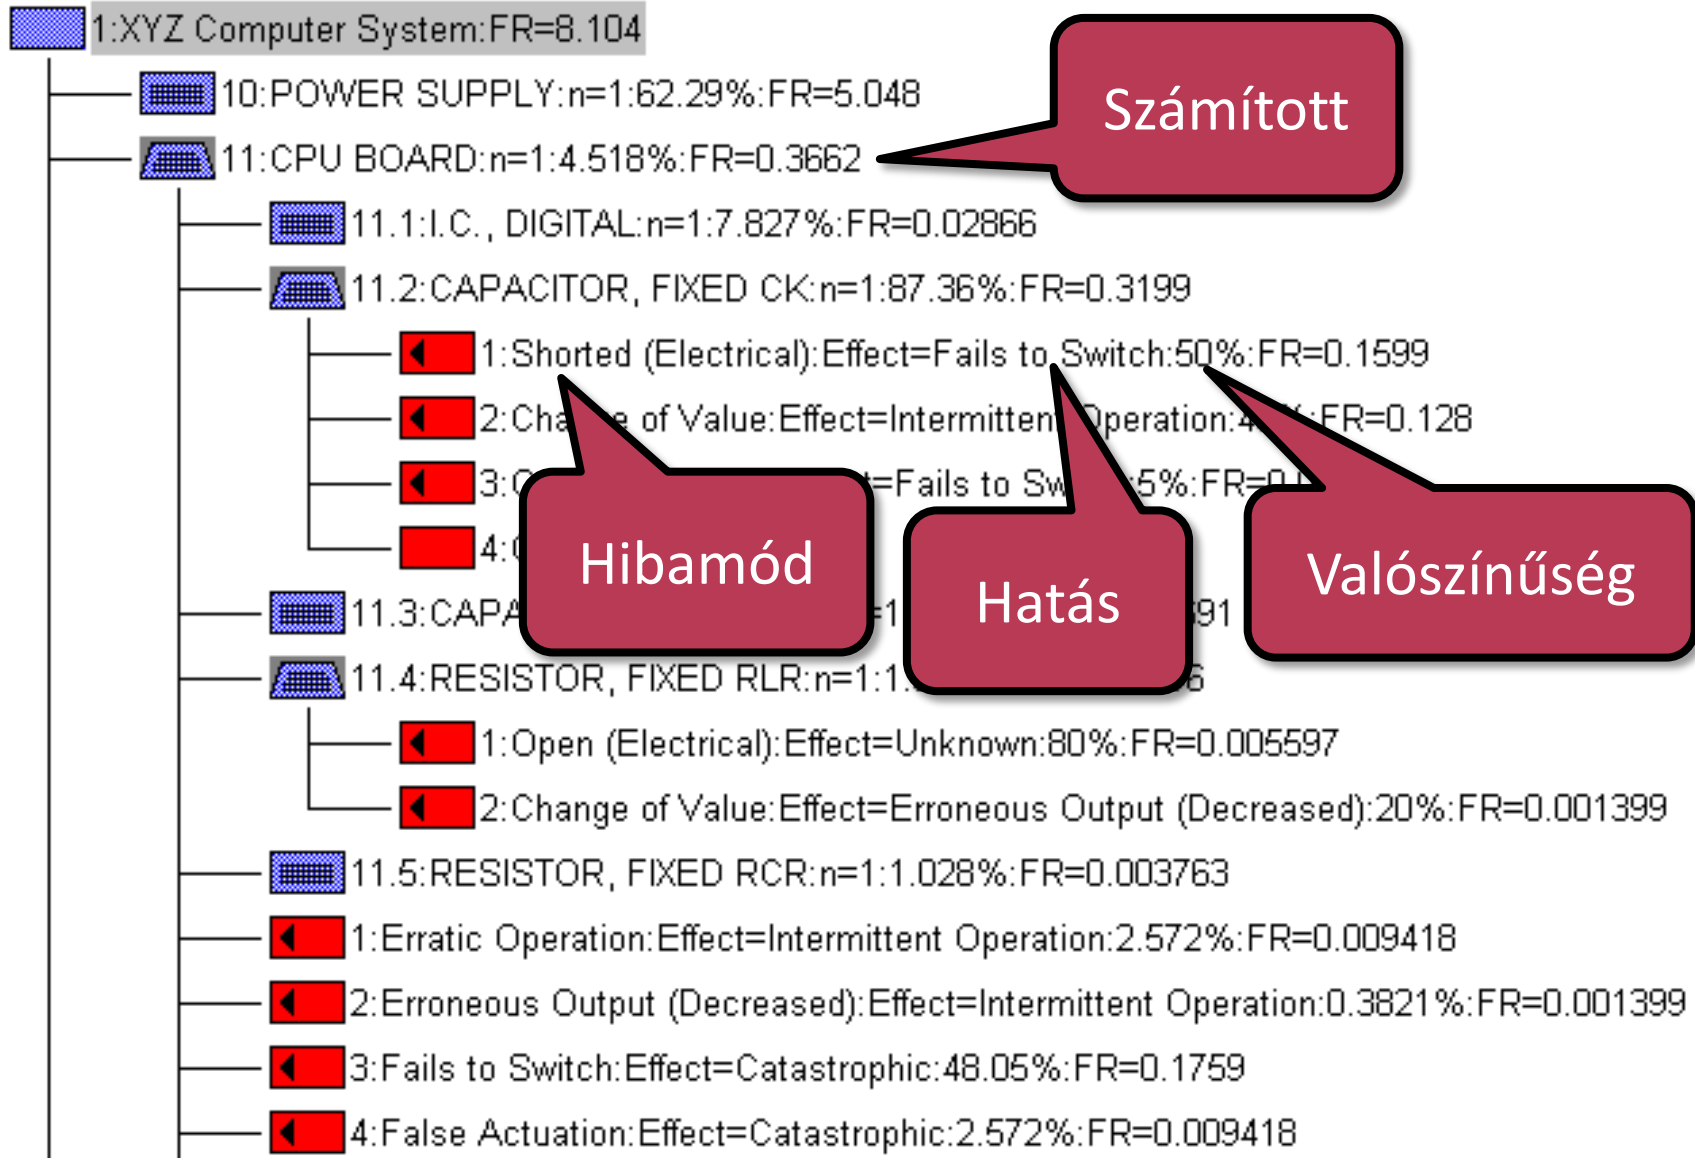 1:XYZ Computer System:FR=8.104
10:POWER SUPPLY:n=1:62.29%:FR=5.048
Számított
11:CPU BOARD:n=1:4.518%:FR=0.3662
11.1:I.C., DIGITAL:n=1:7.827%:FR=0.02866
11.2:CAPACITOR, FIXED CK:n=1:87.36%:FR=0.3199
1:Shorted (Electrical):Effect=Fails to Switch:50%:FR=0.1599
2:Change of Value:Effect=Intermittent Operation:4 %:FR=0.128
3: =Fails to Switch:5%:FR=0.
4:
Hibamód
Hatás
Valószínűség
11.3:CAPA =1 91
11.4:RESISTOR, FIXED RLR:n=1:1. 6
1:Open (Electrical):Effect=Unknown:80%:FR=0.005597
2:Change of Value:Effect=Erroneous Output (Decreased):20%:FR=0.001399
11.5:RESISTOR, FIXED RCR:n=1:1.028%:FR=0.003763
1:Erratic Operation:Effect=Intermittent Operation:2.572%:FR=0.009418
2:Erroneous Output (Decreased):Effect=Intermittent Operation:0.3821%:FR=0.001399
3:Fails to Switch:Effect=Catastrophic:48.05%:FR=0.1759
4:False Actuation:Effect=Catastrophic:2.572%:FR=0.009418